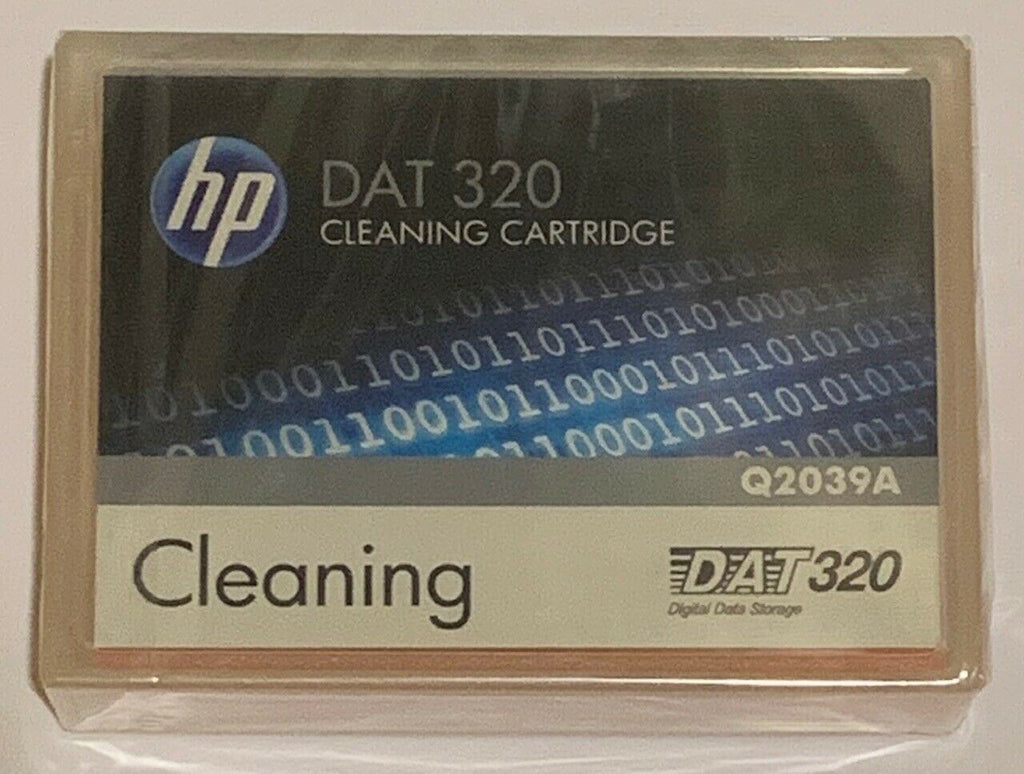 hp
DAT 320
CLEANING CARTRIDGE
Q2039A
Cleaning
DAT 320
Digital Data Storage